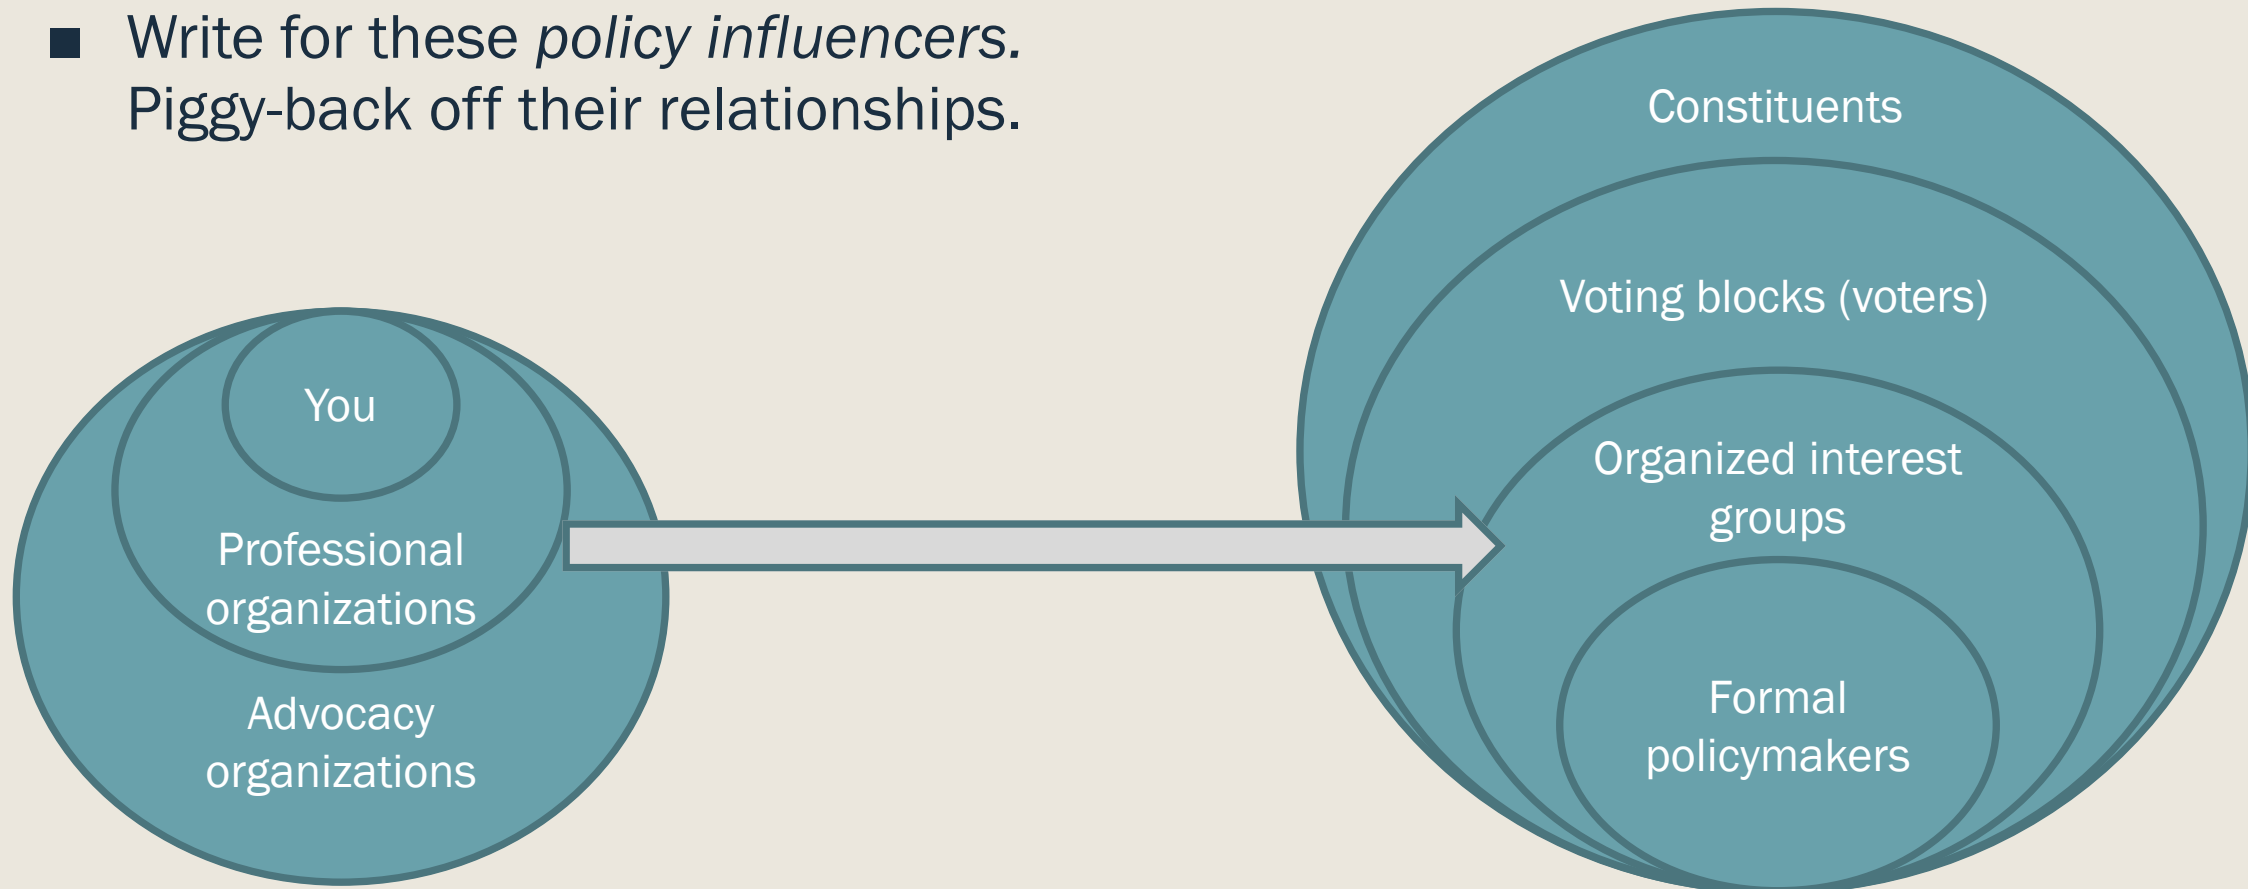 Write for these policy influencers.
Piggy-back off their relationships.
You
Professional
organizations
Advocacy
organizations
Constituents
Voting blocks (voters)
Organized interest
groups
Formal
policymakers